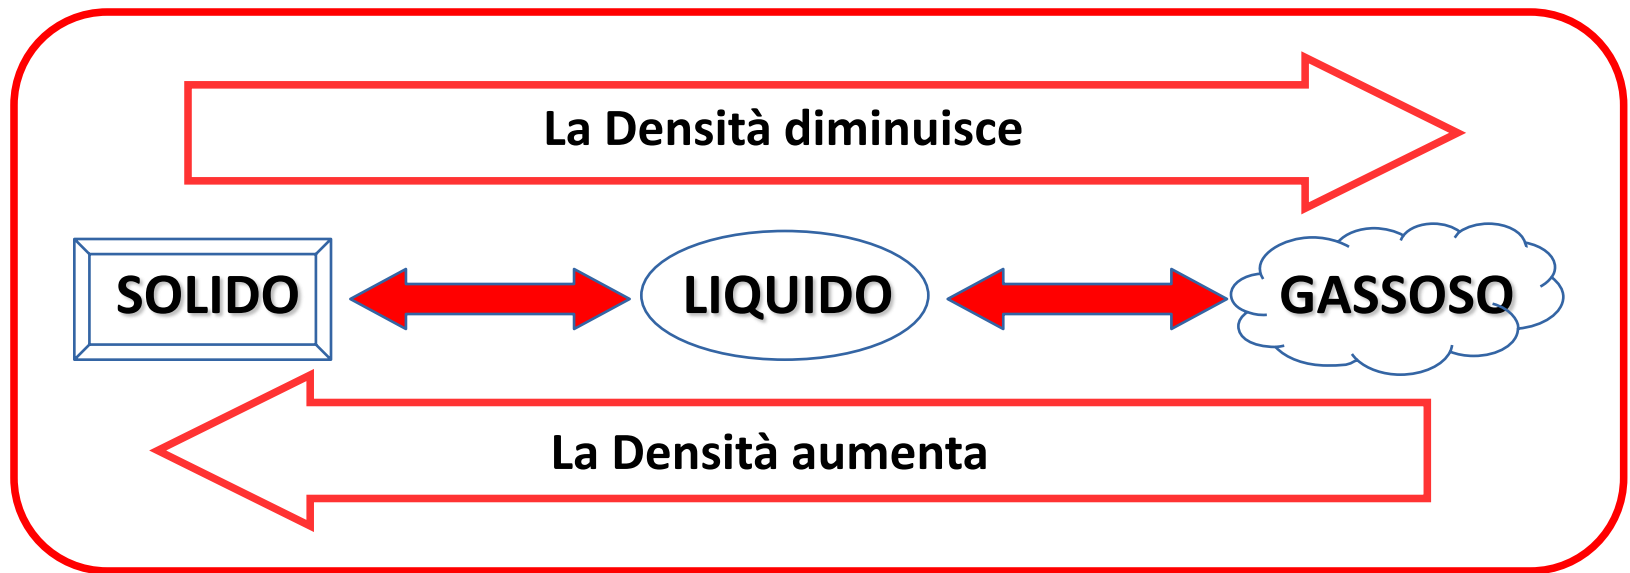 La Densità diminuisce
SOLIDO
LIQUIDO
GASSOSO
La Densità aumenta